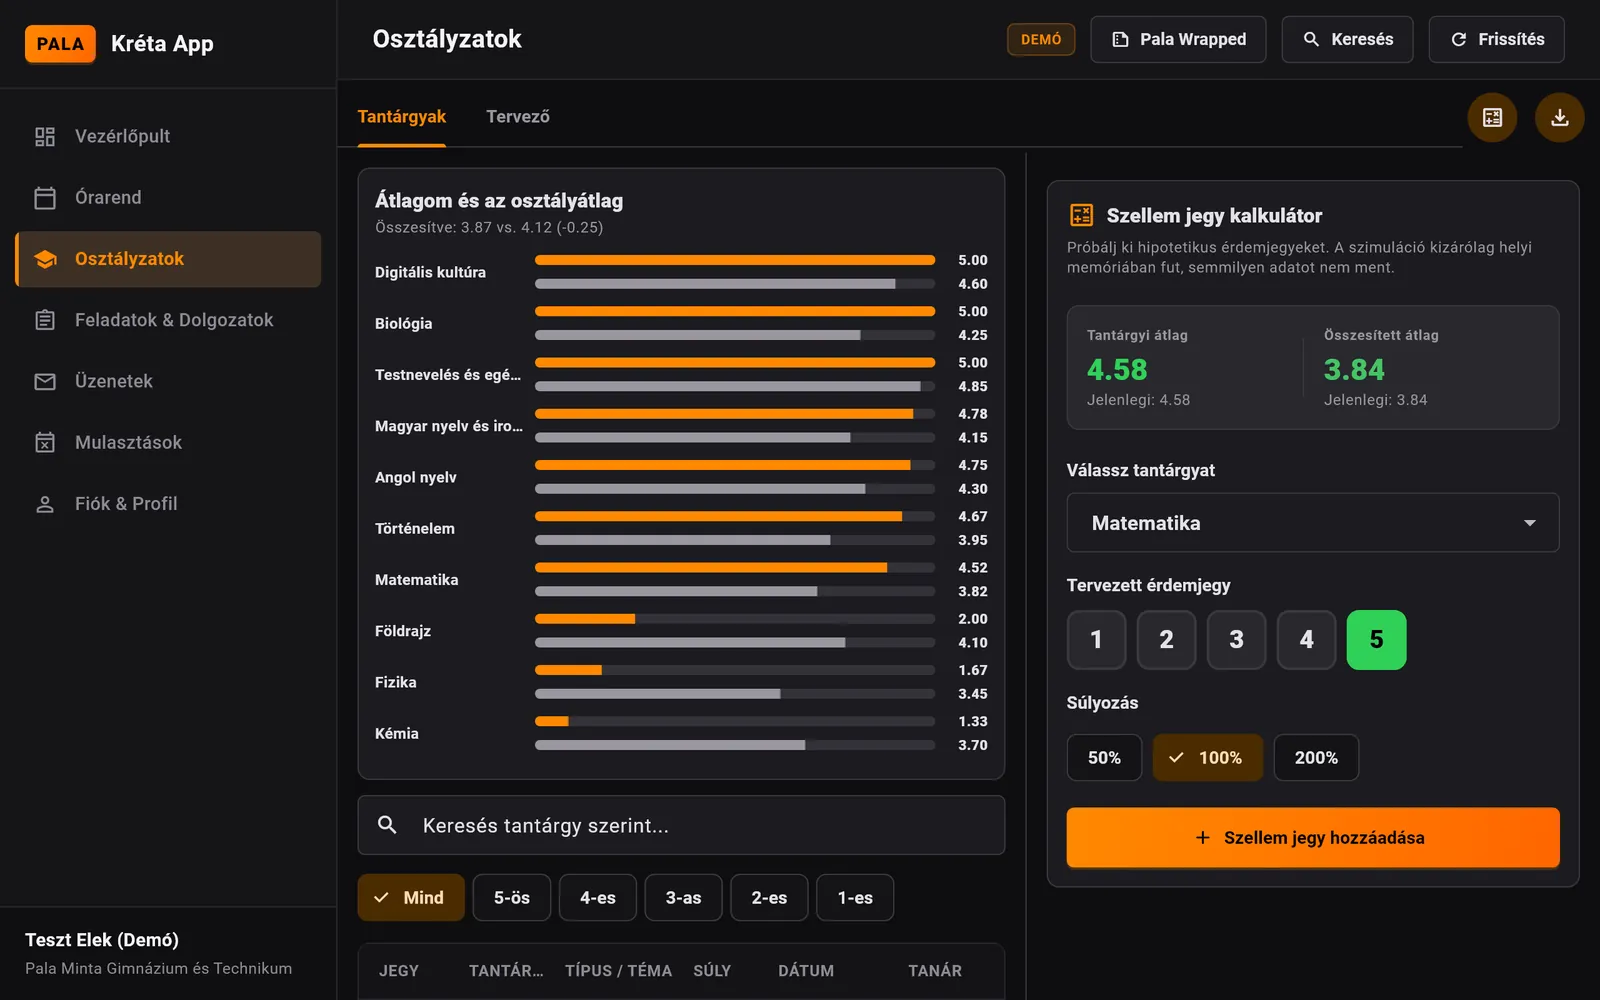 PALA Kréta App
Vezérlőpult
Órarend
Osztályzatok
Feladatok & Dolgozatok
Üzenetek
Mulasztások
Fiók & Profil
Teszt Elek (Demó)
Pala Minta Gimnázium és Technikum
Osztályzatok
DEMÓ
Pala Wrapped
Keresés
Frissítés
Tantárgyak
Tervező
Átlagom és az osztályátlag
Összesítve: 3.87 vs. 4.12 (-0.25)
Digitális kultúra
5.00
4.60
Biológia
5.00
4.25
Testnevelés és egé...
5.00
4.85
Magyar nyelv és iro...
4.78
4.15
Angol nyelv
4.75
4.30
Történelem
4.67
3.95
Matematika
4.52
3.82
Földrajz
2.00
4.10
Fizika
1.67
3.45
Kémia
1.33
3.70
Keresés tantárgy szerint...
Mind
5-ös
4-es
3-as
2-es
1-es
JEGY TANTÁR... TÍPUS / TÉMA SÚLY DÁTUM TANÁR
Szellem jegy kalkulátor
Próbálj ki hipotetikus érdemjegyeket. A szimuláció kizárólag helyi
memóriában fut, semmilyen adatot nem ment.
Tantárgyi átlag
4.58
Jelenlegi: 4.58
Összesített átlag
3.84
Jelenlegi: 3.84
Válassz tantárgyat
Matematika
Tervezett érdemjegy
1 2 3 4 5
Súlyozás
50% 100% 200%
+ Szellem jegy hozzáadása